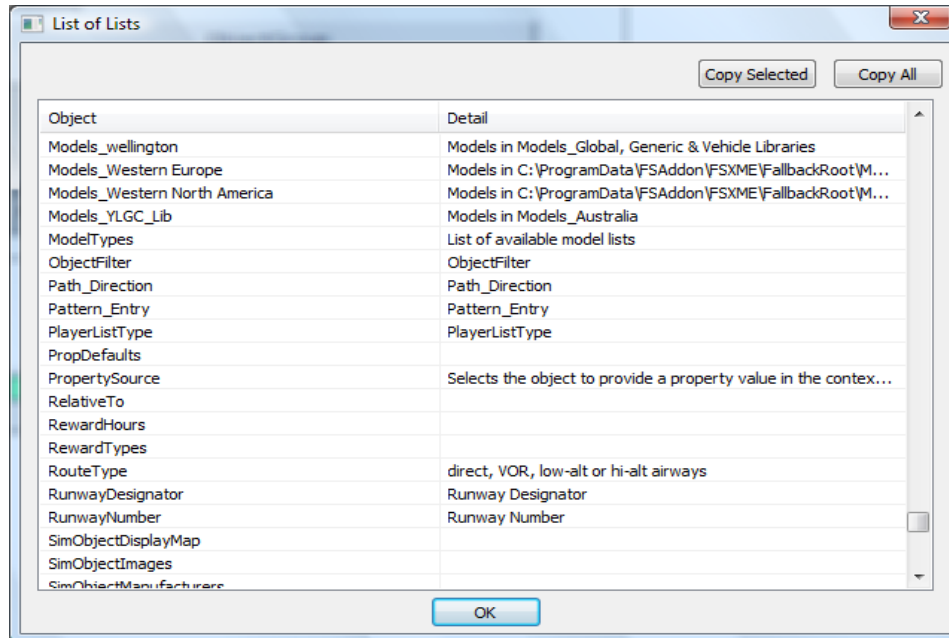 List of Lists
Copy Selected Copy All
Object Detail
Models_wellington Models in Models_Global, Generic & Vehicle Libraries
Models_Western Europe Models in C:\ProgramData\FSAddon\FSXME\FallbackRoot\M...
Models_Western North America Models in C:\ProgramData\FSAddon\FSXME\FallbackRoot\M...
Models_YLGC_Lib Models in Models_Australia
ModelTypes List of available model lists
ObjectFilter ObjectFilter
Path_Direction Path_Direction
Pattern_Entry Pattern_Entry
PlayerListType PlayerListType
PropDefaults
PropertySource Selects the object to provide a property value in the contex...
RelativeTo
RewardHours
RewardTypes
RouteType direct, VOR, low-alt or hi-alt airways
RunwayDesignator Runway Designator
RunwayNumber Runway Number
SimObjectDisplayMap
SimObjectImages
SimObjectManufacturers
OK